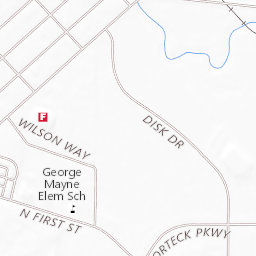 F
DISK DR
WILSON WAY
George
Mayne
Elem Sch
N FIRST ST
ORTECK PKWY